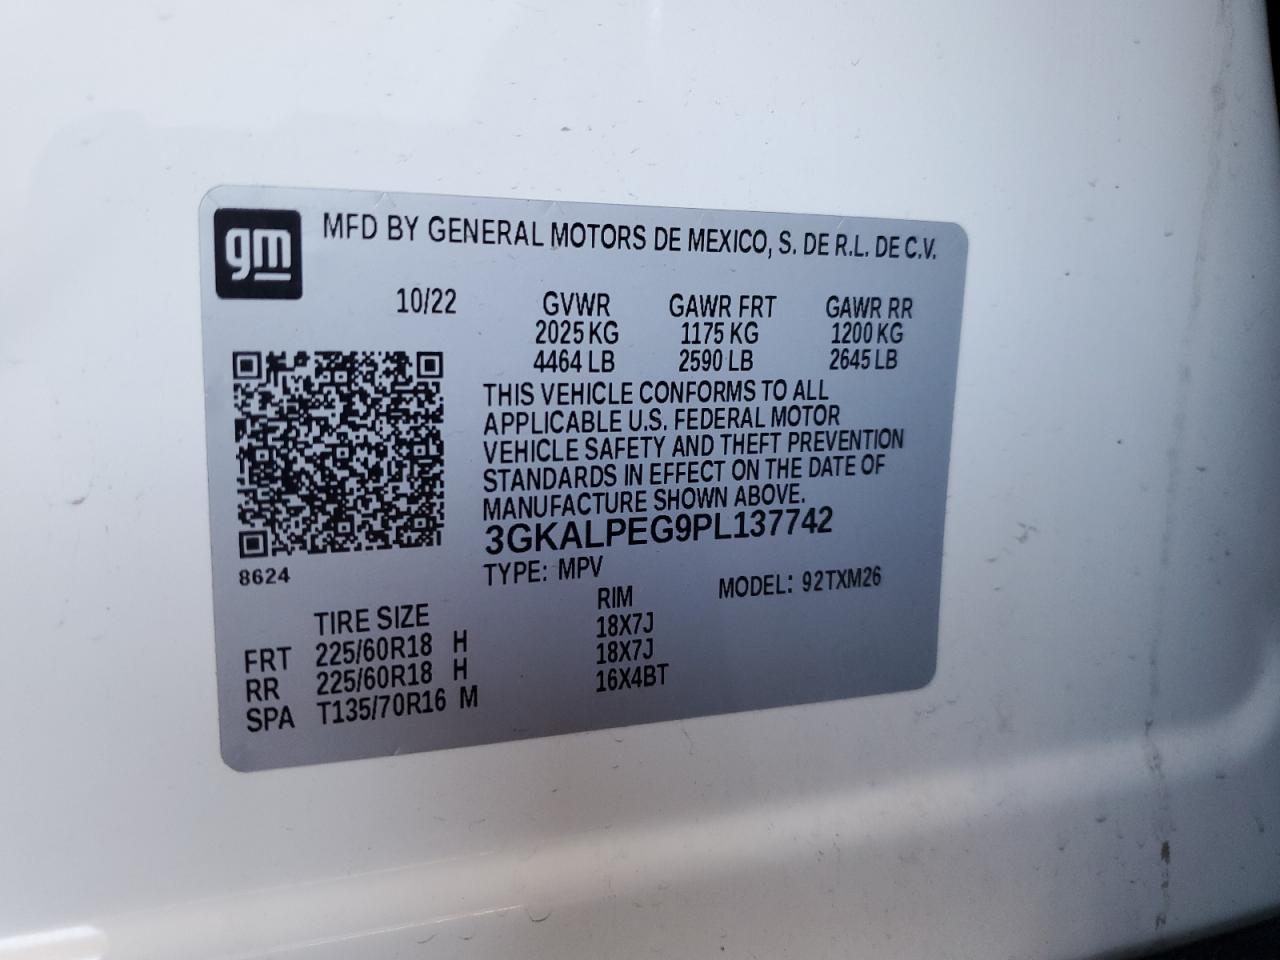 gm
MFD BY GENERAL MOTORS DE MEXICO, S. DE R.L. DE C.V.
10/22 GVWR GAWR FRT GAWR RR
2025 KG 1175 KG 1200 KG
4464 LB 2590 LB 2645 LB
THIS VEHICLE CONFORMS TO ALL
APPLICABLE U.S. FEDERAL MOTOR
VEHICLE SAFETY AND THEFT PREVENTION
STANDARDS IN EFFECT ON THE DATE OF
MANUFACTURE SHOWN ABOVE.
3GKALPEG9PL137742
8624
TYPE: MPV MODEL: 92TXM26
TIRE SIZE RIM
FRT 225/60R18 H 18X7J
RR 225/60R18 H 18X7J
SPA T135/70R16 M 16X4BT